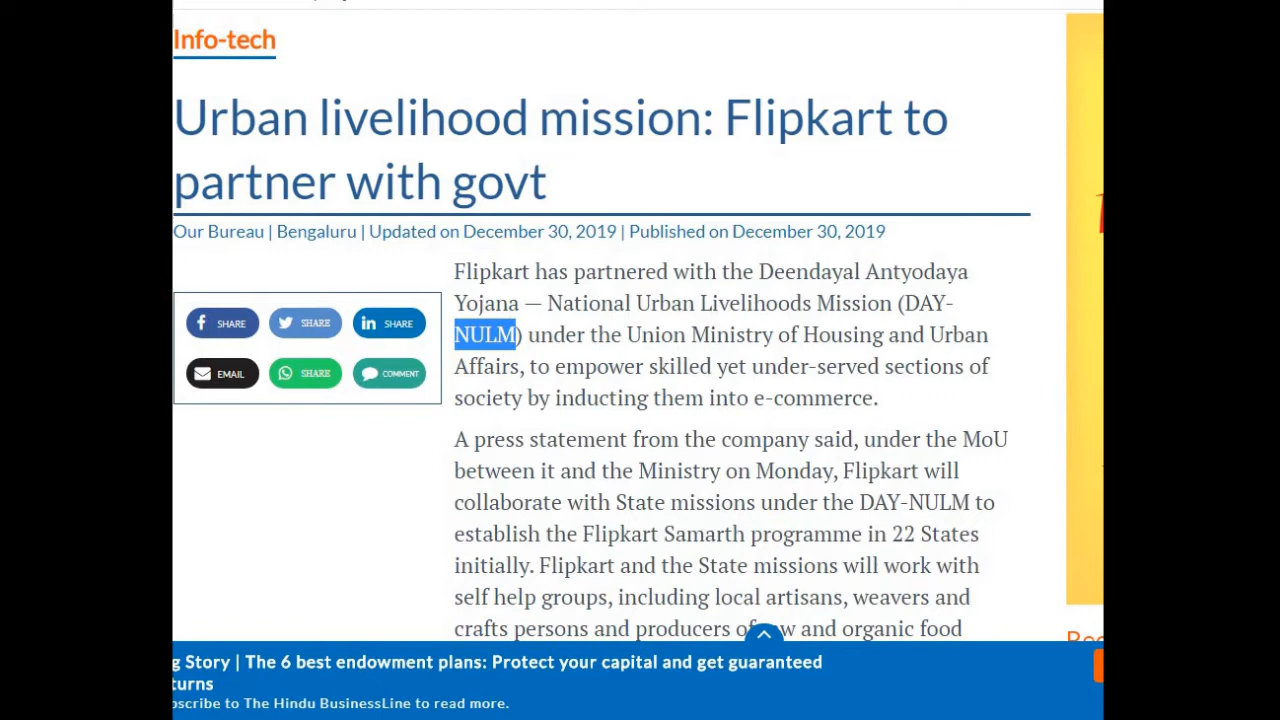 Info-tech
Urban livelihood mission: Flipkart to
partner with govt
Our Bureau | Bengaluru | Updated on December 30, 2019 | Published on December 30, 2019
Flipkart has partnered with the Deendayal Antyodaya
Yojana — National Urban Livelihoods Mission (DAY-
NULM) under the Union Ministry of Housing and Urban
Affairs, to empower skilled yet under-served sections of
society by inducting them into e-commerce.
SHARE SHARE SHARE
EMAIL SHARE COMMENT
A press statement from the company said, under the MoU
between it and the Ministry on Monday, Flipkart will
collaborate with State missions under the DAY-NULM to
establish the Flipkart Samarth programme in 22 States
initially. Flipkart and the State missions will work with
self help groups, including local artisans, weavers and
crafts persons and producers of and organic food
Story | The 6 best endowment plans: Protect your capital and get guaranteed
to The Hindu BusinessLine to read more.